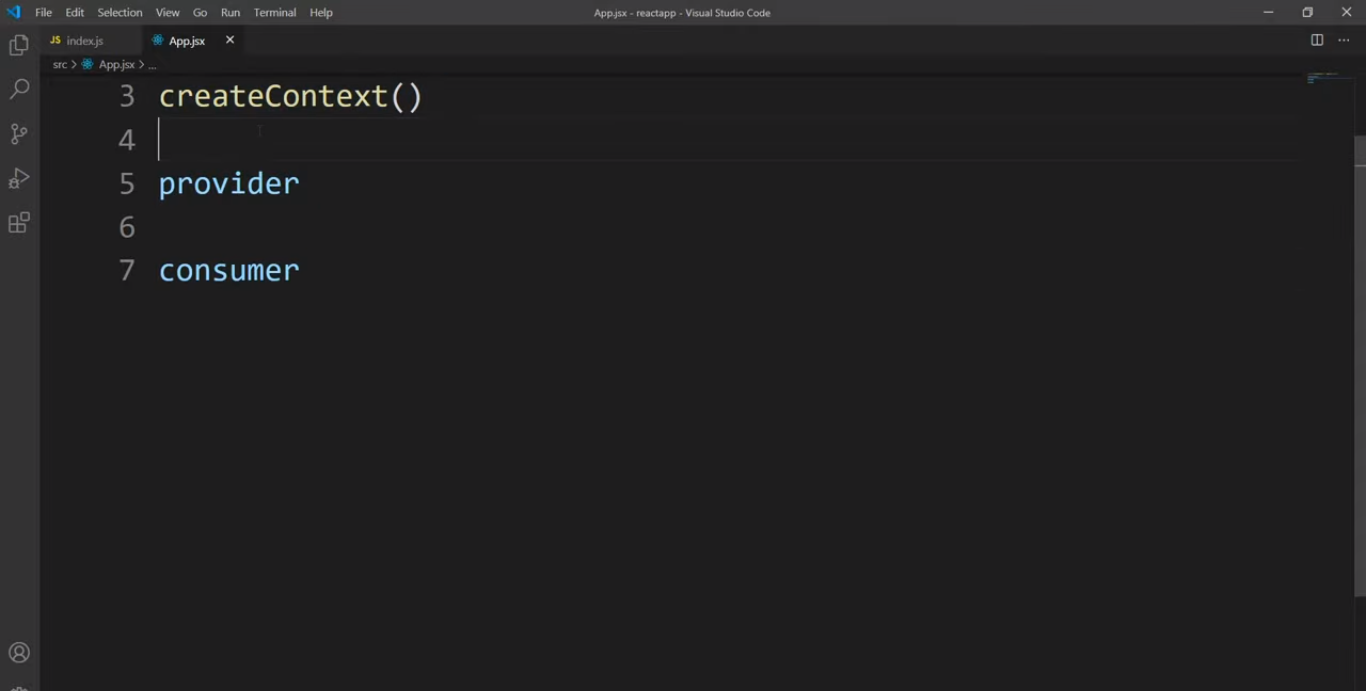 File Edit Selection View Go Run Terminal Help App.jsx - reactapp - Visual Studio Code
JS index.js App.jsx
src > App.jsx > ...
3 createContext()
4
5 provider
6
7 consumer